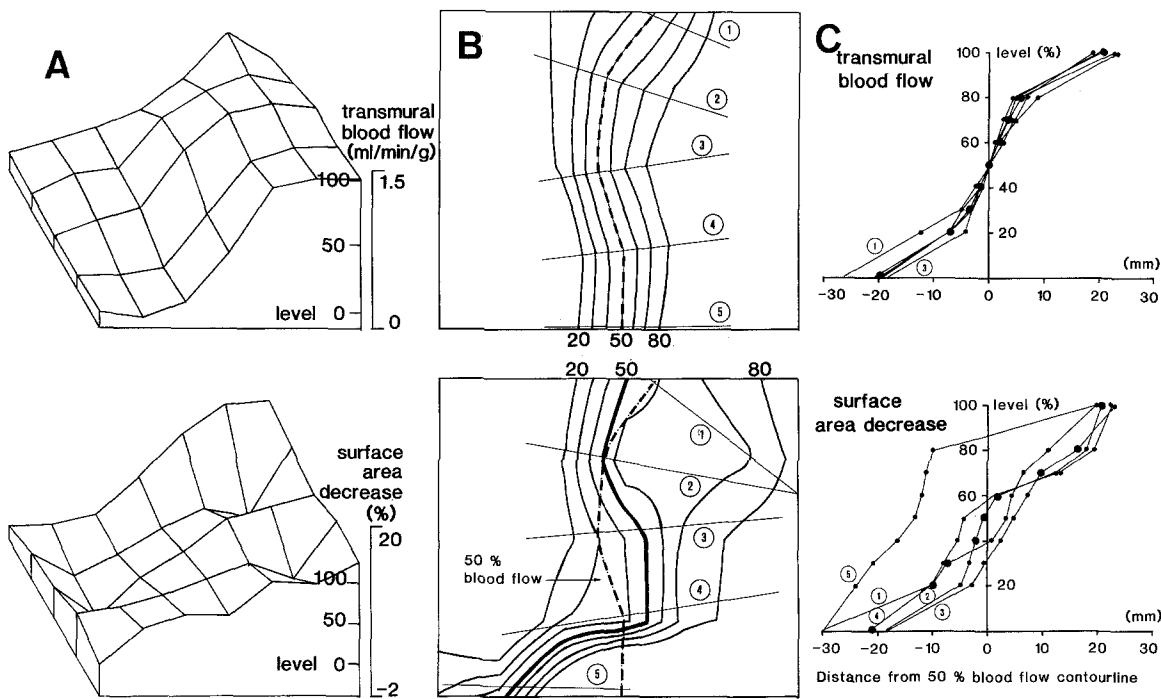 A
transmural
blood flow
(ml/min/g)
100
1.5
50
level 0
0
B
1
2
3
4
5
20 50 80
C
transmural
blood flow
level (%)
100
80
60
40
20
1
3
(mm)
-30 -20 -10 0 10 20 30
surface
area
decrease
(%)
20
100
50
level 0
-2
20 50 80
1
2
3
4
5
50 %
blood flow
surface
area decrease
level (%)
100
80
60
40
20
5
1
4
2
3
(mm)
-30 -20 -10 0 10 20 30
Distance from 50 % blood flow contourline